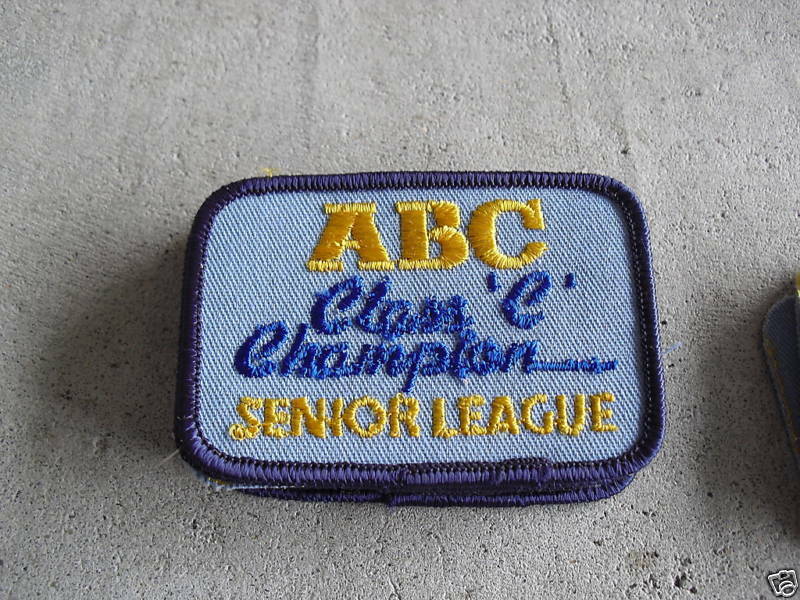 ABC
Class 'C'
Champion
SENIOR LEAGUE